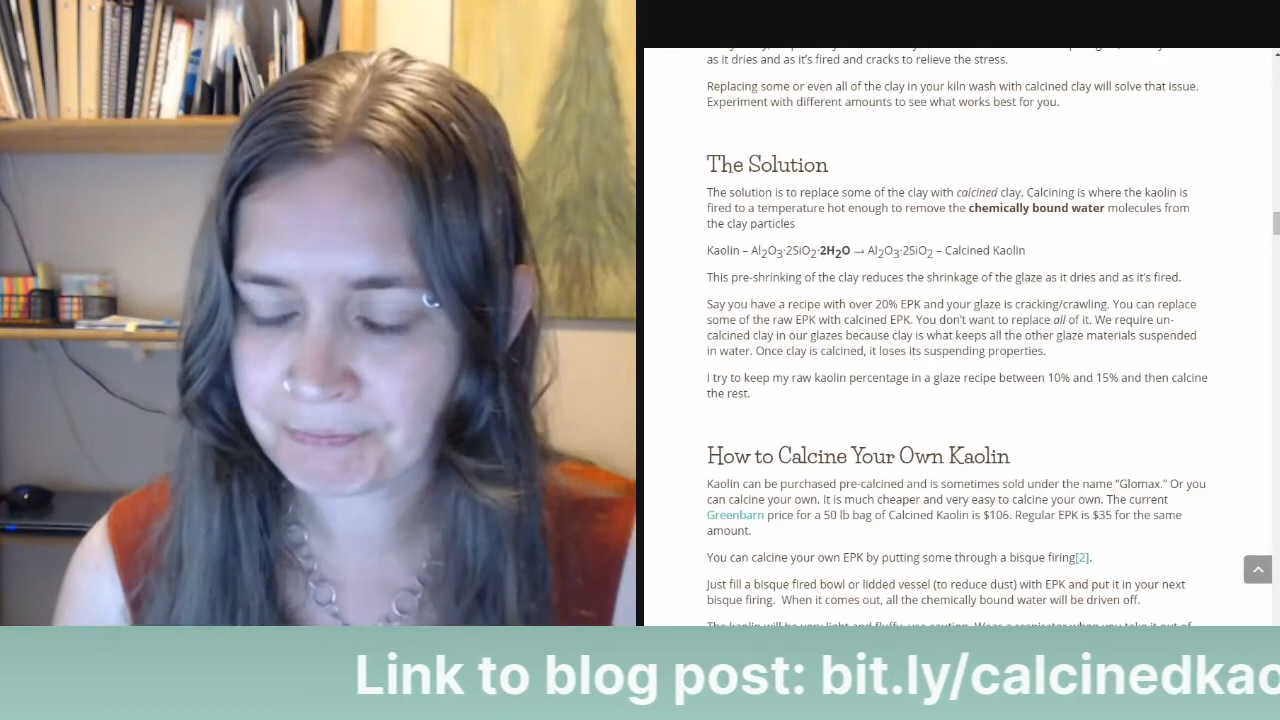 as it dries and as it's fired and cracks to relieve the stress.
Replacing some or even all of the clay in your kiln wash with calcined clay will solve that issue.
Experiment with different amounts to see what works best for you.
The Solution
The solution is to replace some of the clay with calcined clay. Calcining is where the kaolin is
fired to a temperature hot enough to remove the chemically bound water molecules from
the clay particles
Kaolin – Al₂O₃·2SiO₂·2H₂O → Al₂O₃·2SiO₂ – Calcined Kaolin
This pre-shrinking of the clay reduces the shrinkage of the glaze as it dries and as it's fired.
Say you have a recipe with over 20% EPK and your glaze is cracking/crawling. You can replace
some of the raw EPK with calcined EPK. You don't want to replace all of it. We require un-
calcined clay in our glazes because clay is what keeps all the other glaze materials suspended
in water. Once clay is calcined, it loses its suspending properties.
I try to keep my raw kaolin percentage in a glaze recipe between 10% and 15% and then calcine
the rest.
How to Calcine Your Own Kaolin
Kaolin can be purchased pre-calcined and is sometimes sold under the name “Glomax.” Or you
can calcine your own. It is much cheaper and very easy to calcine your own. The current
Greenbarn price for a 50 lb bag of Calcined Kaolin is $106. Regular EPK is $35 for the same
amount.
You can calcine your own EPK by putting some through a bisque firing[2].
Just fill a bisque fired bowl or lidded vessel (to reduce dust) with EPK and put it in your next
bisque firing. When it comes out, all the chemically bound water will be driven off.
Link to blog post: bit.ly/calcinedkao